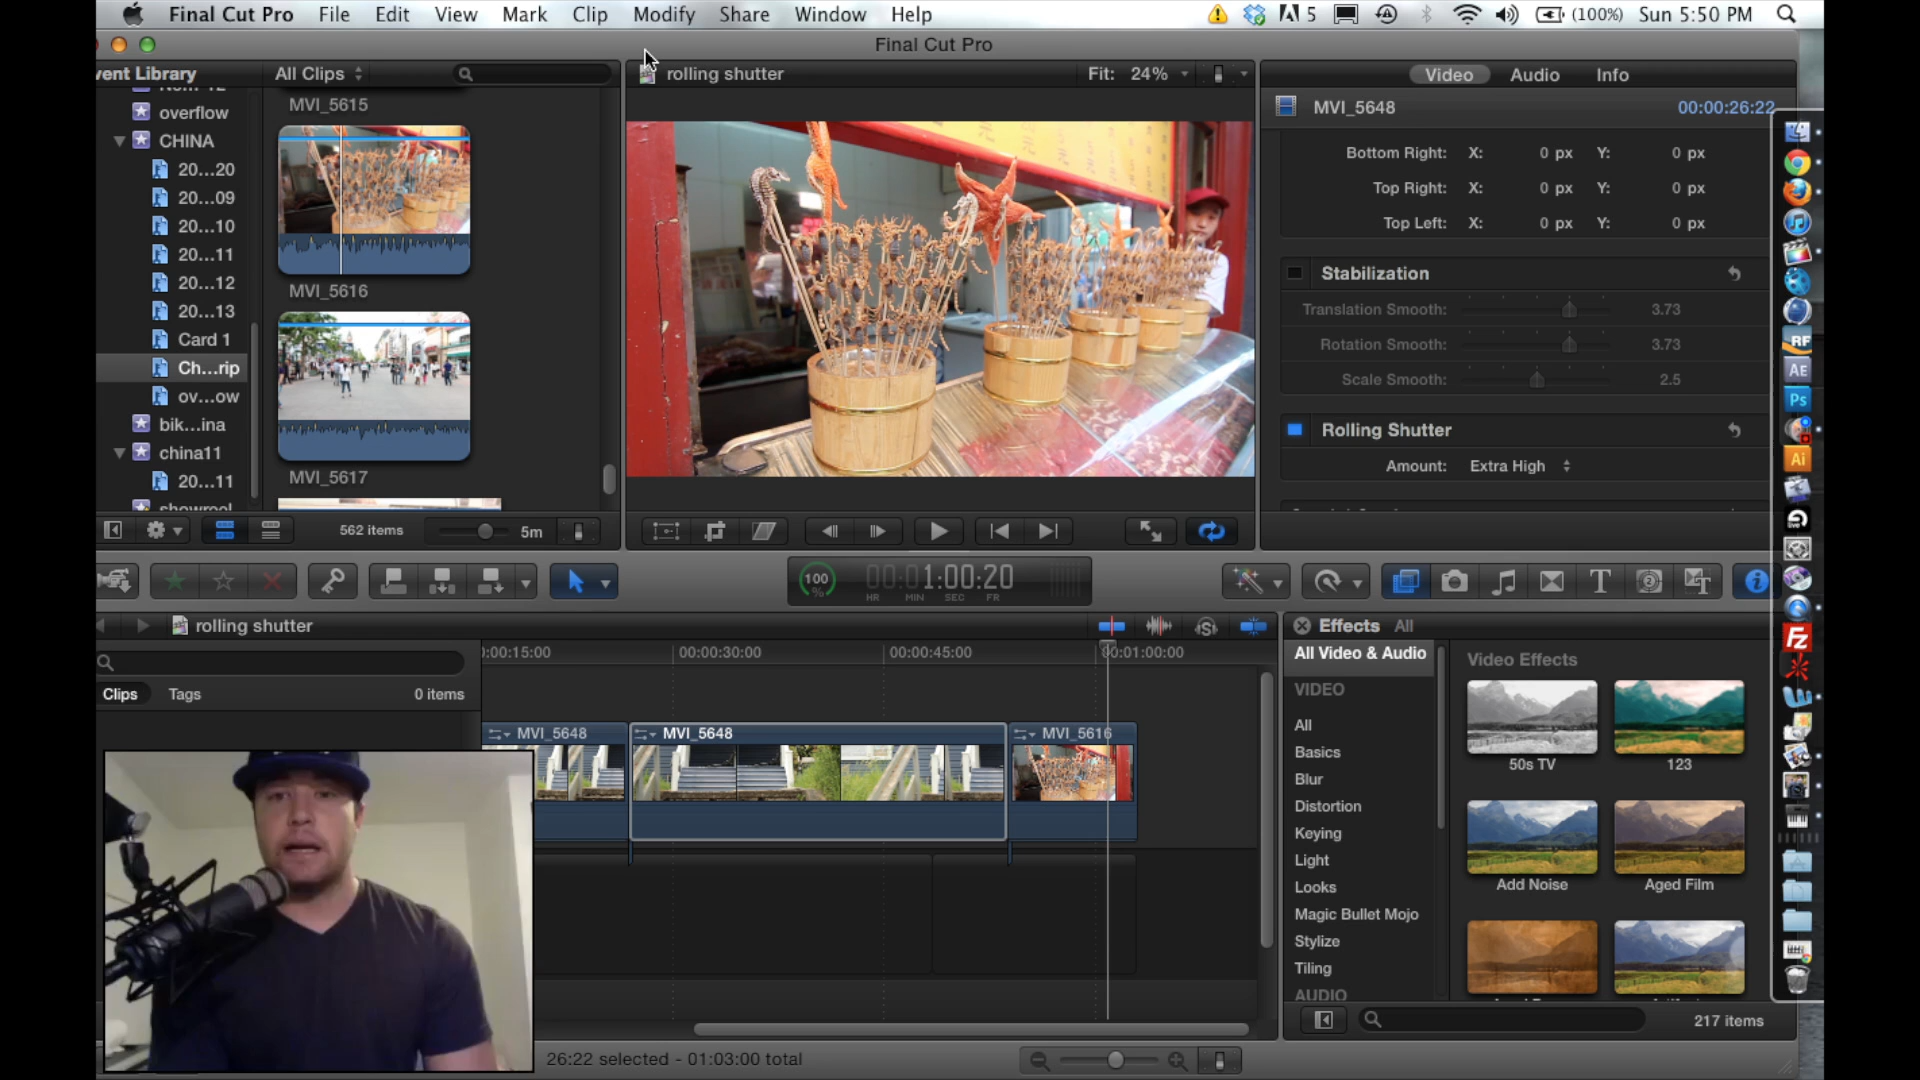 Final Cut Pro File Edit View Mark Clip Modify Share Window Help 5 (100%) Sun 5:50 PM
Final Cut Pro
vent Library All Clips rolling shutter Fit: 24% Video Audio Info
MVI_5615
MVI_5648 00:00:26:22
overflow
CHINA
20...20
20...09
20...10
20...11
20...12
20...13
Card 1
Ch...rip
ov...ow
bik...ina
china11
20...11
MVI_5616
MVI_5617
Bottom Right: X: 0 px Y: 0 px
Top Right: X: 0 px Y: 0 px
Top Left: X: 0 px Y: 0 px
Stabilization
Translation Smooth: 3.73
Rotation Smooth: 3.73
Scale Smooth: 2.5
Rolling Shutter
Amount: Extra High
562 items 5m
RF
AE
Ps
Ai
live
Fz
100 % 00:01:00:20
HR MIN SEC FR
rolling shutter
Effects All
0:00:15:00 00:00:30:00 00:00:45:00 00:01:00:00
Clips Tags 0 items
MVI_5648 MVI_5648 MVI_5616
All Video & Audio
VIDEO
All
Basics
Blur
Distortion
Keying
Light
Looks
Magic Bullet Mojo
Stylize
Tiling
AUDIO
Video Effects
50s TV 123
Add Noise Aged Film
217 items
26:22 selected - 01:03:00 total